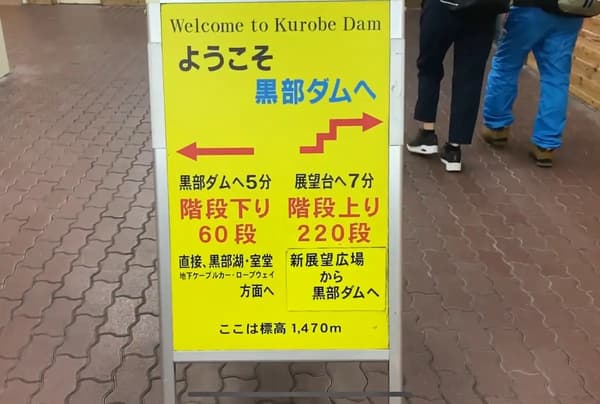 Welcome to Kurobe Dam
ようこそ
黒部ダムへ
黒部ダムへ5分
階段下り
60段
直接、黒部湖・室堂
地下ケーブルカー・ロープウェイ
方面へ
展望台へ7分
階段上り
220段
新展望広場
から
黒部ダムへ
ここは標高1,470m